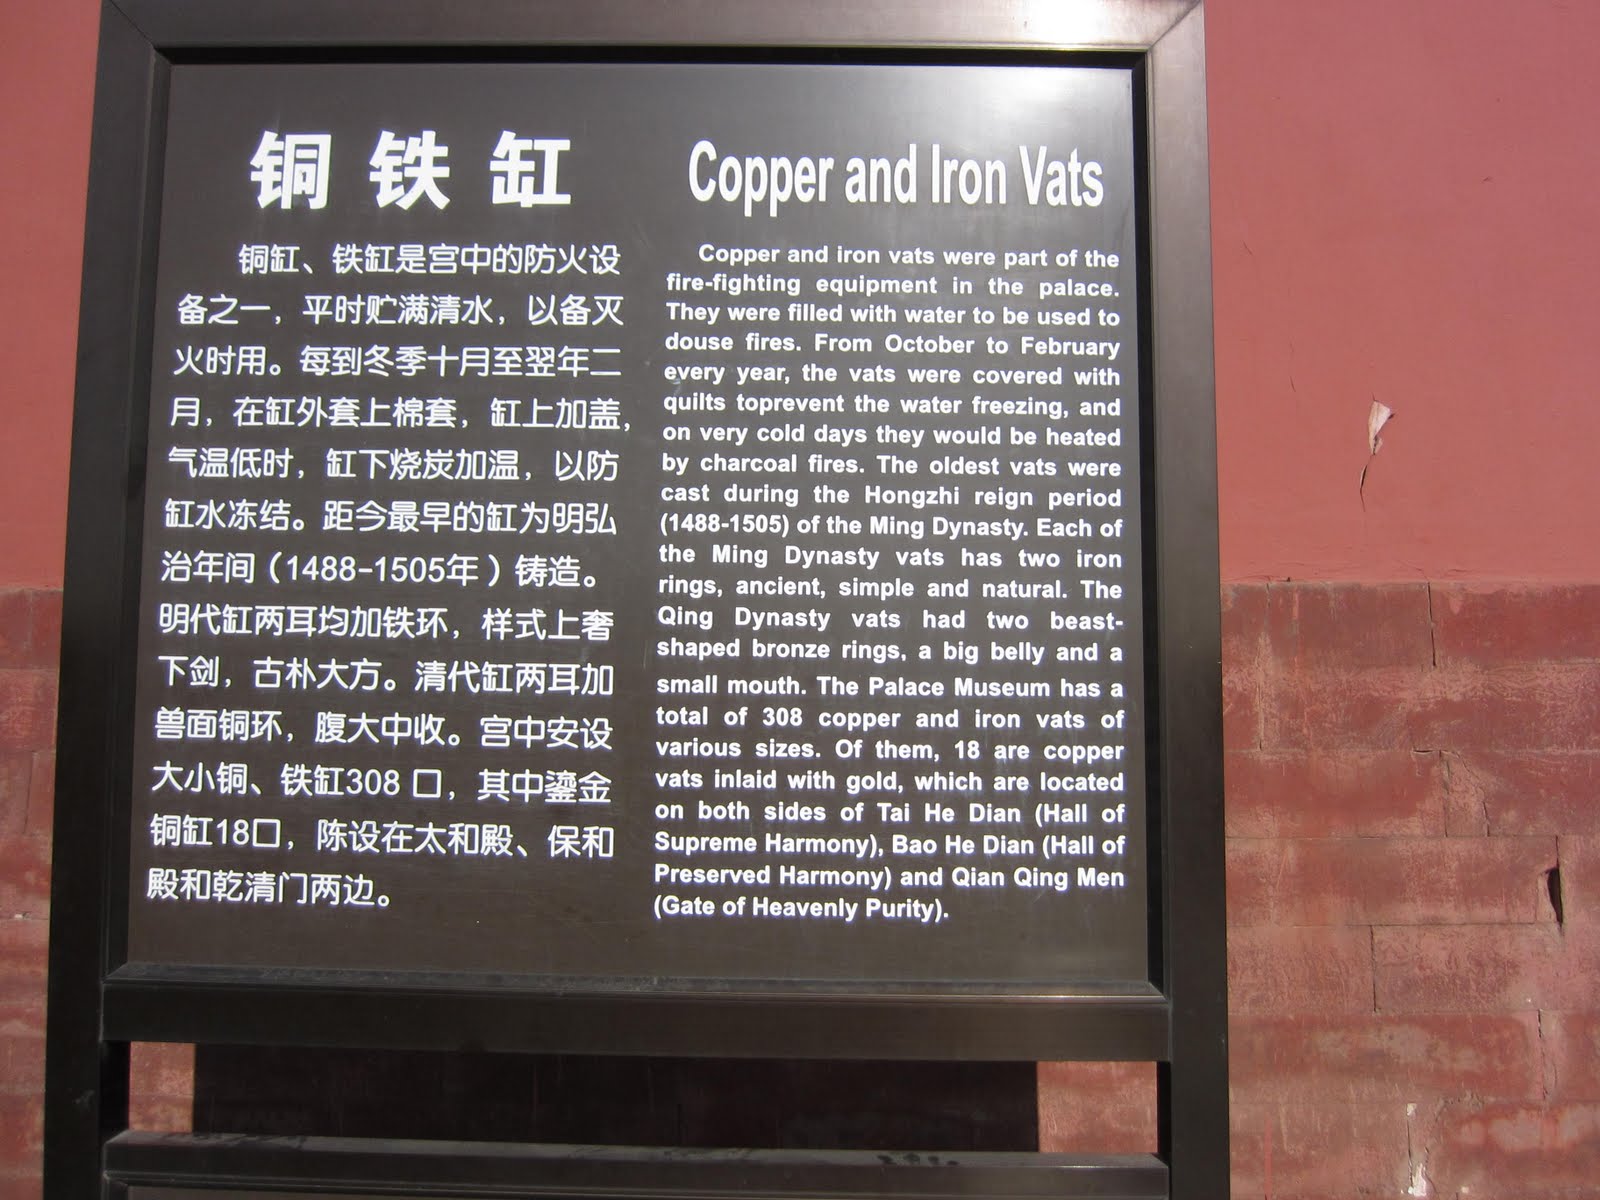 铜铁缸
铜缸、铁缸是宫中的防火设
备之一，平时贮满清水，以备灭
火时用。每到冬季十月至翌年二
月，在缸外套上棉套，缸上加盖，
气温低时，缸下烧炭加温，以防
缸水冻结。距今最早的缸为明弘
治年间（1488-1505年）铸造。
明代缸两耳均加铁环，样式上奢
下剑，古朴大方。清代缸两耳加
兽面铜环，腹大中收。宫中安设
大小铜、铁缸308 口，其中鎏金
铜缸18口，陈设在太和殿、保和
殿和乾清门两边。
Copper and Iron Vats
Copper and iron vats were part of the
fire-fighting equipment in the palace.
They were filled with water to be used to
douse fires. From October to February
every year, the vats were covered with
quilts toprevent the water freezing, and
on very cold days they would be heated
by charcoal fires. The oldest vats were
cast during the Hongzhi reign period
(1488-1505) of the Ming Dynasty. Each of
the Ming Dynasty vats has two iron
rings, ancient, simple and natural. The
Qing Dynasty vats had two beast-
shaped bronze rings, a big belly and a
small mouth. The Palace Museum has a
total of 308 copper and iron vats of
various sizes. Of them, 18 are copper
vats inlaid with gold, which are located
on both sides of Tai He Dian (Hall of
Supreme Harmony), Bao He Dian (Hall of
Preserved Harmony) and Qian Qing Men
(Gate of Heavenly Purity).